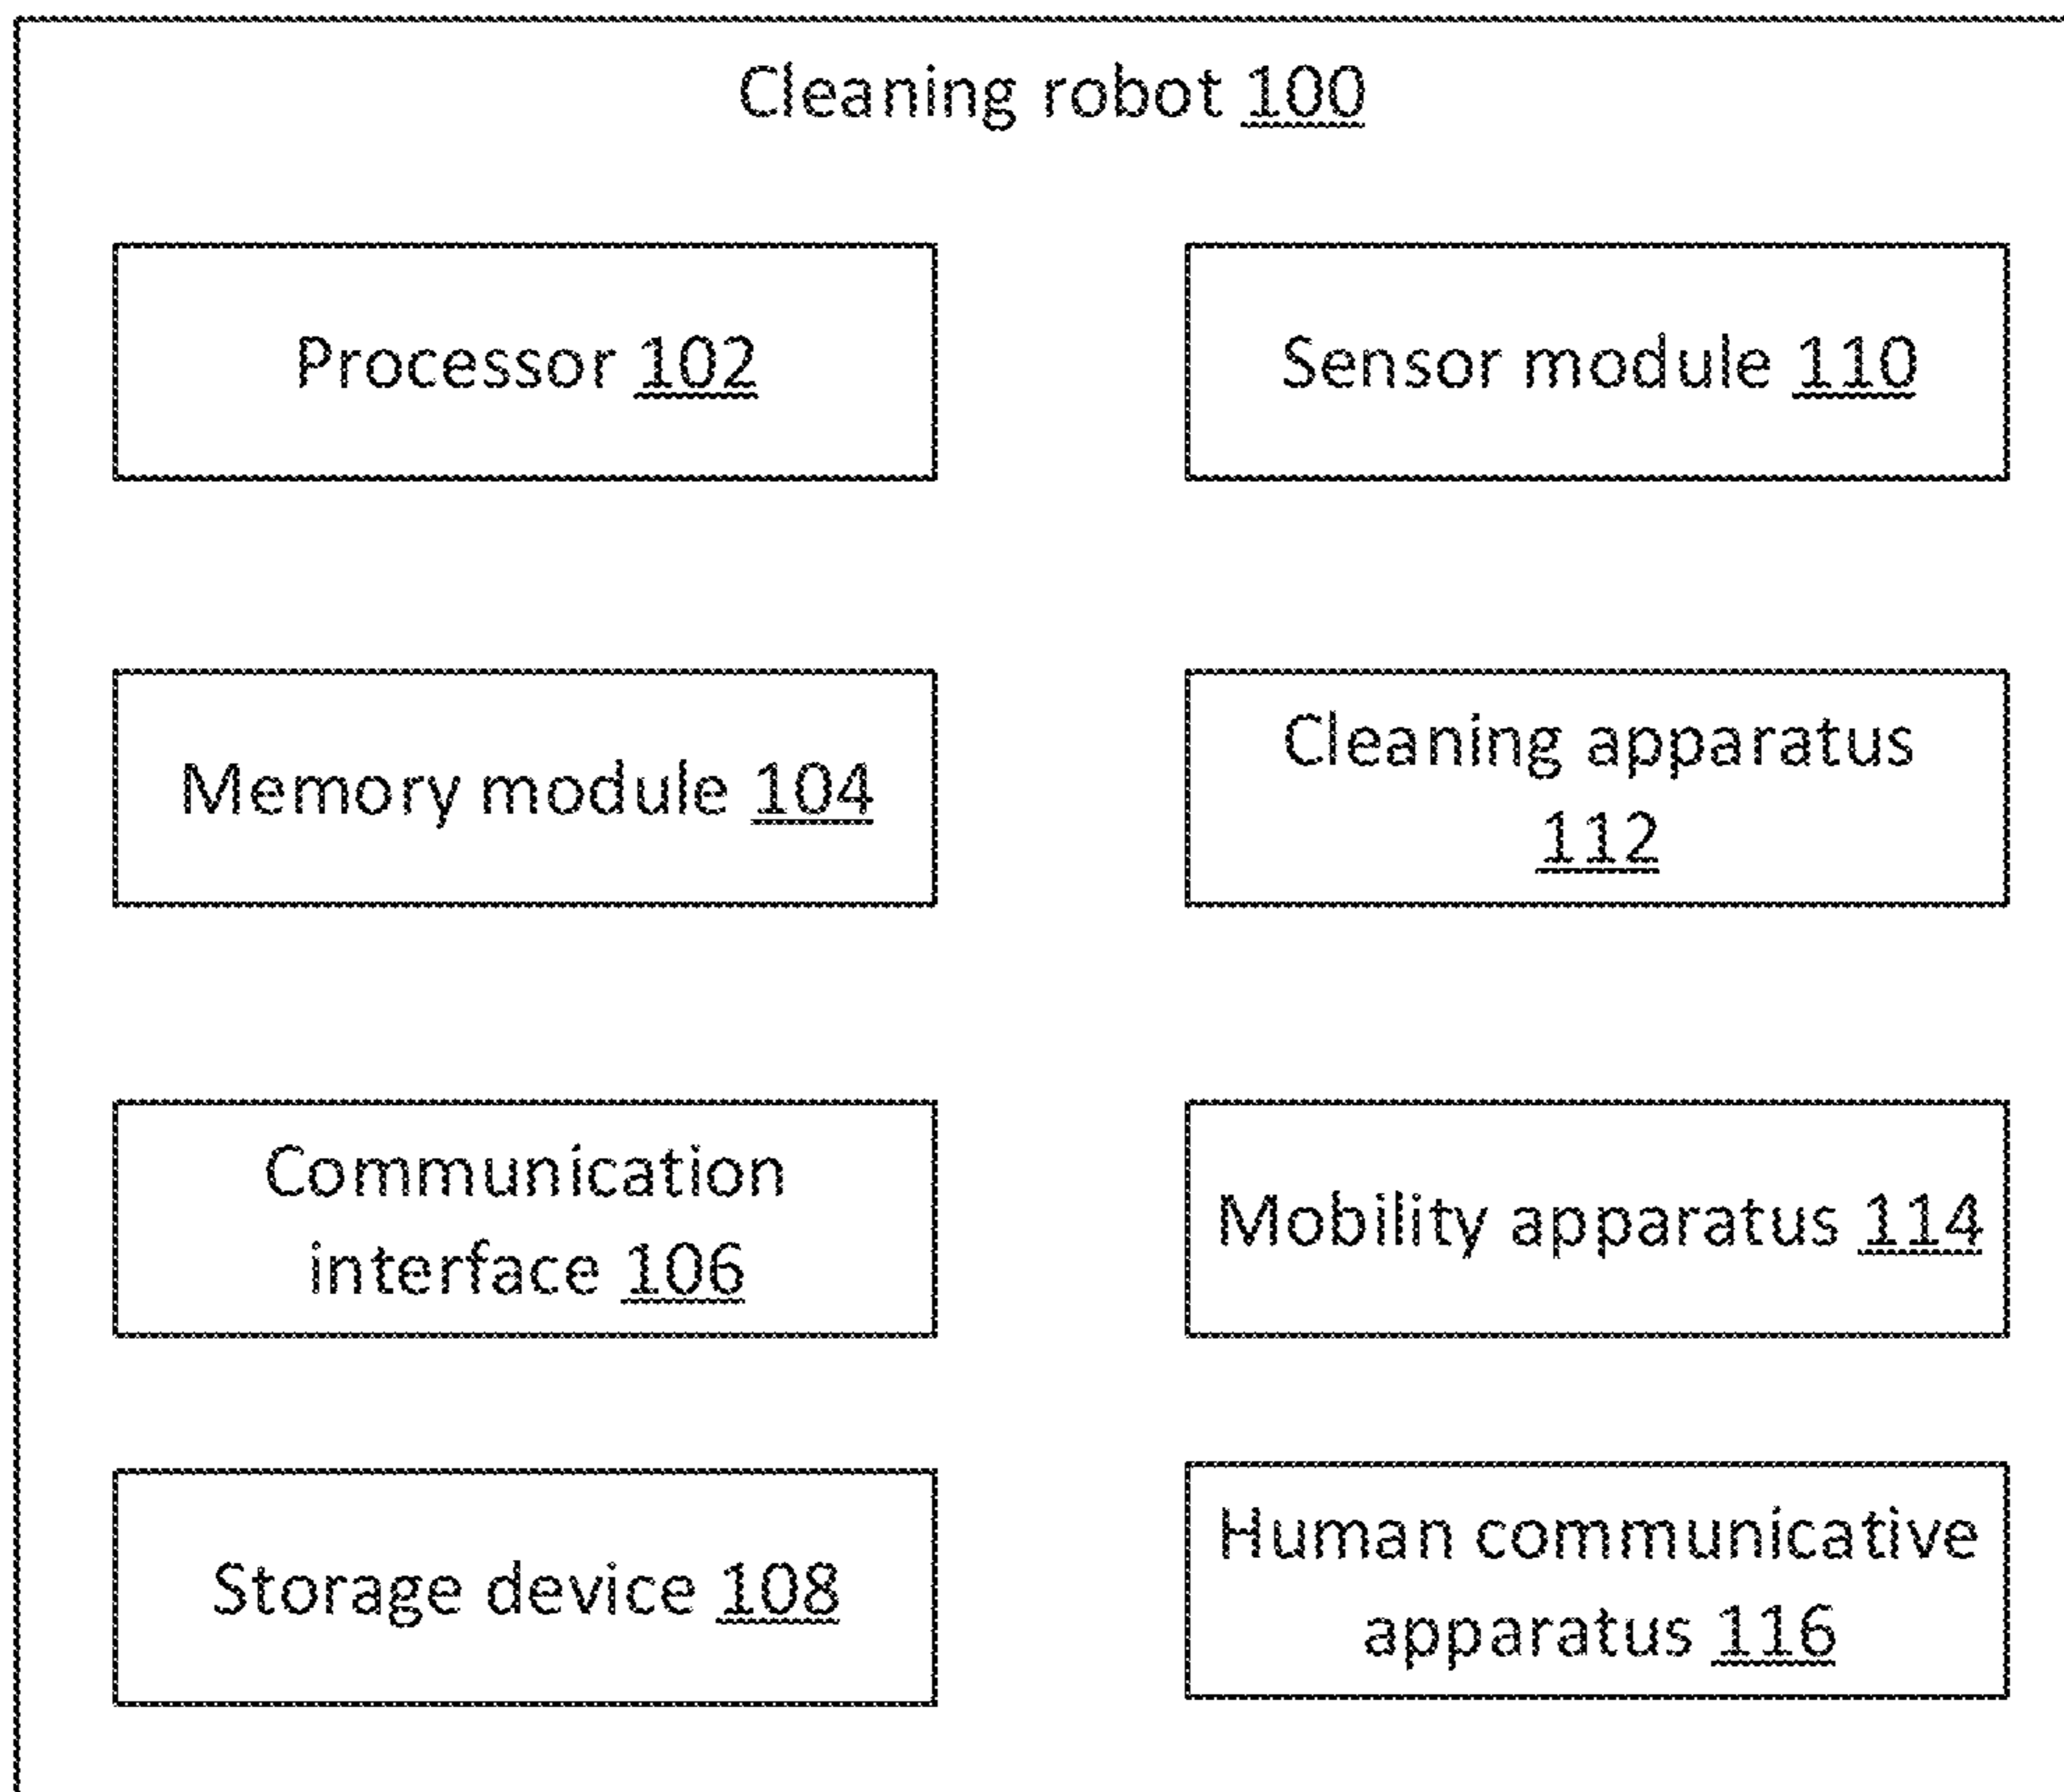 Cleaning robot 100
Processor 102
Sensor module 110
Memory module 104
Cleaning apparatus
112
Communication
interface 106
Mobility apparatus 114
Storage device 108
Human communicative
apparatus 116